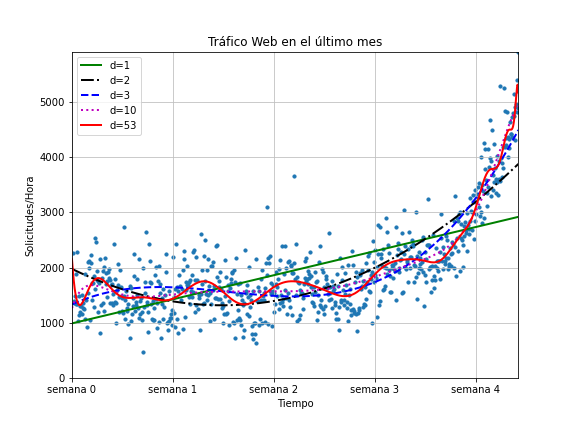 Tráfico Web en el último mes
d=1
d=2
d=3
d=10
d=53
Solicitudes/Hora
5000
4000
3000
2000
1000
0
semana 0 semana 1 semana 2 semana 3 semana 4
Tiempo